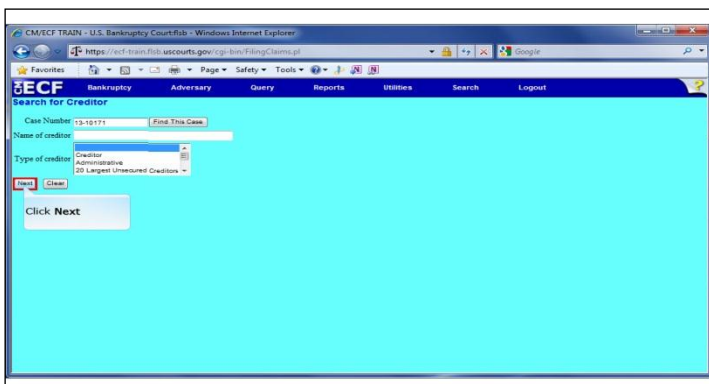 CM/ECF TRAIN - U.S. Bankruptcy Court:flsb - Windows Internet Explorer
https://ecf-train.flsb.uscourts.gov/cgi-bin/FilingClaims.pl
Google
Favorites Page Safety Tools
ECF Bankruptcy Adversary Query Reports Utilities Search Logout ?
Search for Creditor
Case Number 13-10171 Find This Case
Name of creditor
Type of creditor
Creditor
Administrative
20 Largest Unsecured Creditors
Next Clear
Click Next